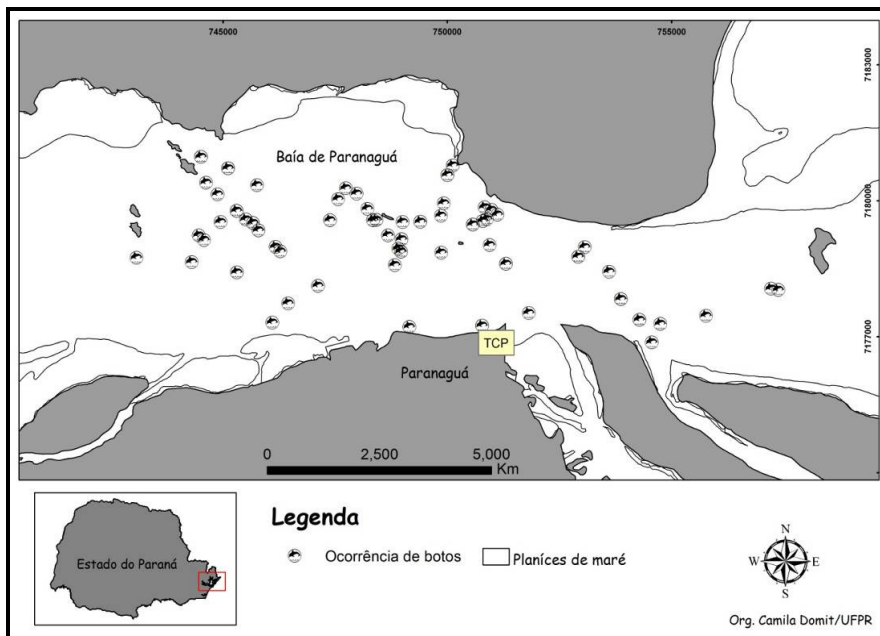 745000 750000 755000
7183000
Baía de Paranaguá
7180000
TCP
7177000
Paranaguá
0 2,500 5,000
Km
Legenda
Estado do Paraná
Ocorrência de botos
Planíces de maré
N
W E
S
Org. Camila Domit/UFPR